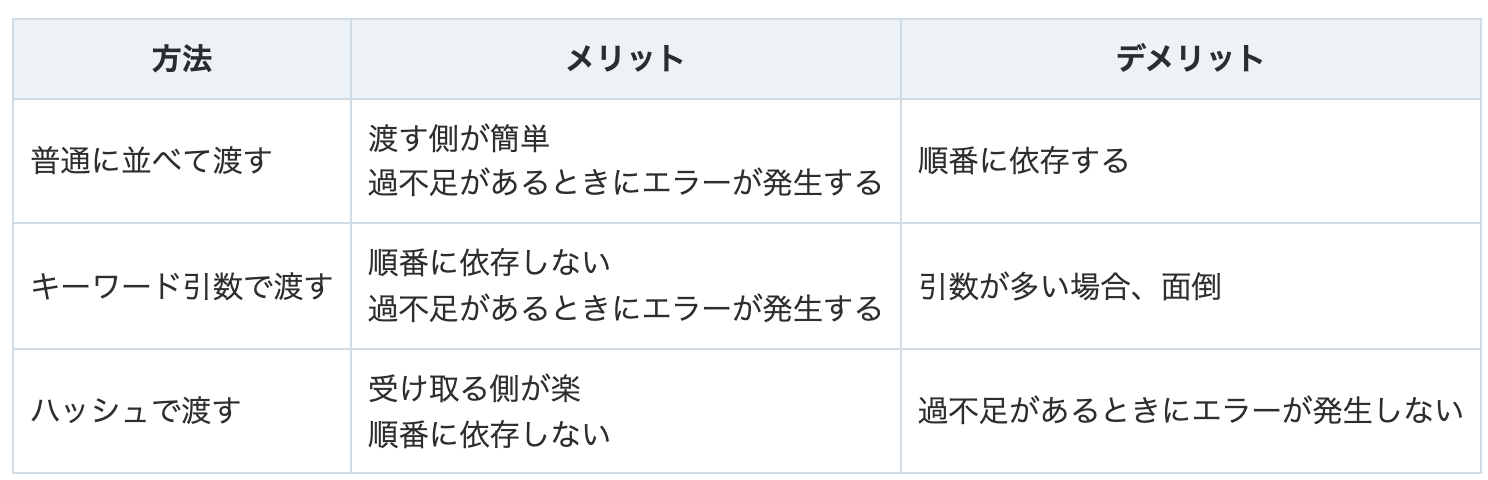 方法
メリット
デメリット
普通に並べて渡す
渡す側が簡単
過不足があるときにエラーが発生する
順番に依存する
キーワード引数で渡す
順番に依存しない
過不足があるときにエラーが発生する
引数が多い場合、面倒
ハッシュで渡す
受け取る側が楽
順番に依存しない
過不足があるときにエラーが発生しない